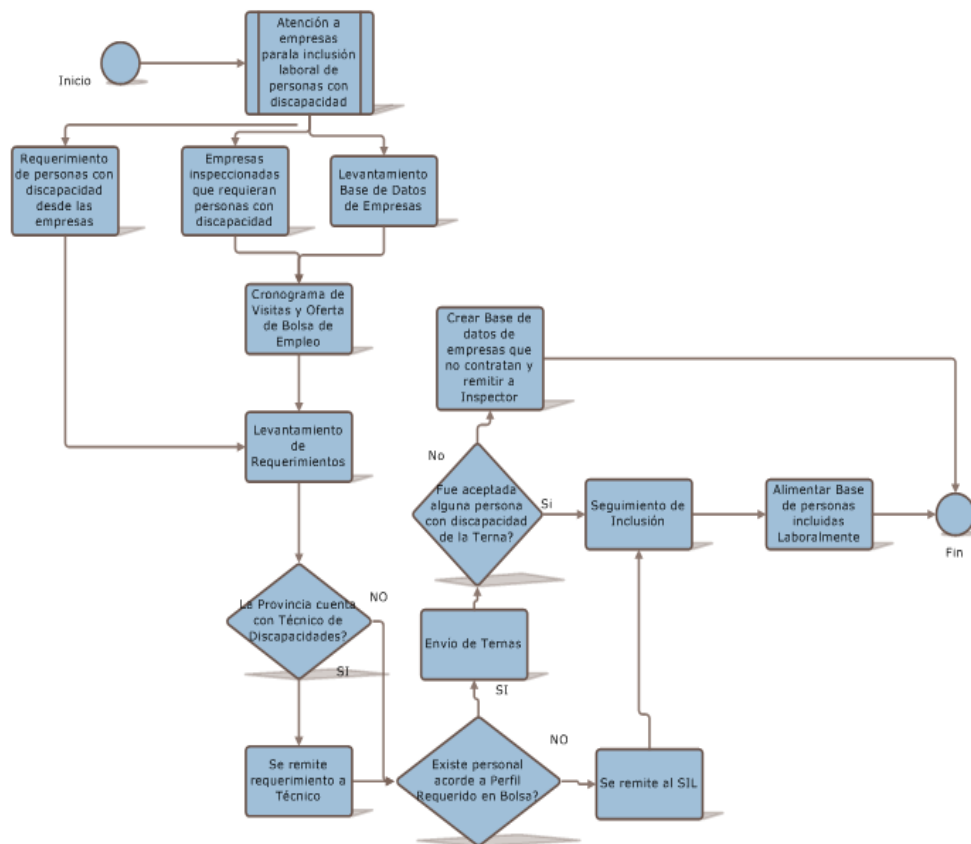 Atención a
empresas
parala inclusión
laboral de
personas con
discapacidad
Inicio
Requerimiento
de personas con
discapacidad
desde las
empresas
Empresas
inspeccionadas
que requieran
personas con
discapacidad
Levantamiento
Base de Datos
de Empresas
Cronograma de
Visitas y Oferta
de Bolsa de
Empleo
Levantamiento
de
Requerimientos
La Provincia cuenta
con Técnico de
Discapacidades?
NO
SI
Se remite
requerimiento a
Técnico
Existe personal
acorde a Perfil
Requerido en Bolsa?
NO
SI
Se remite al SIL
Envío de Ternas
Fue aceptada
alguna persona
con discapacidad
de la Terna?
No
Si
Crear Base de
datos de
empresas que
no contratan y
remitir a
Inspector
Seguimiento de
Inclusión
Alimentar Base
de personas
incluidas
Laboralmente
Fin